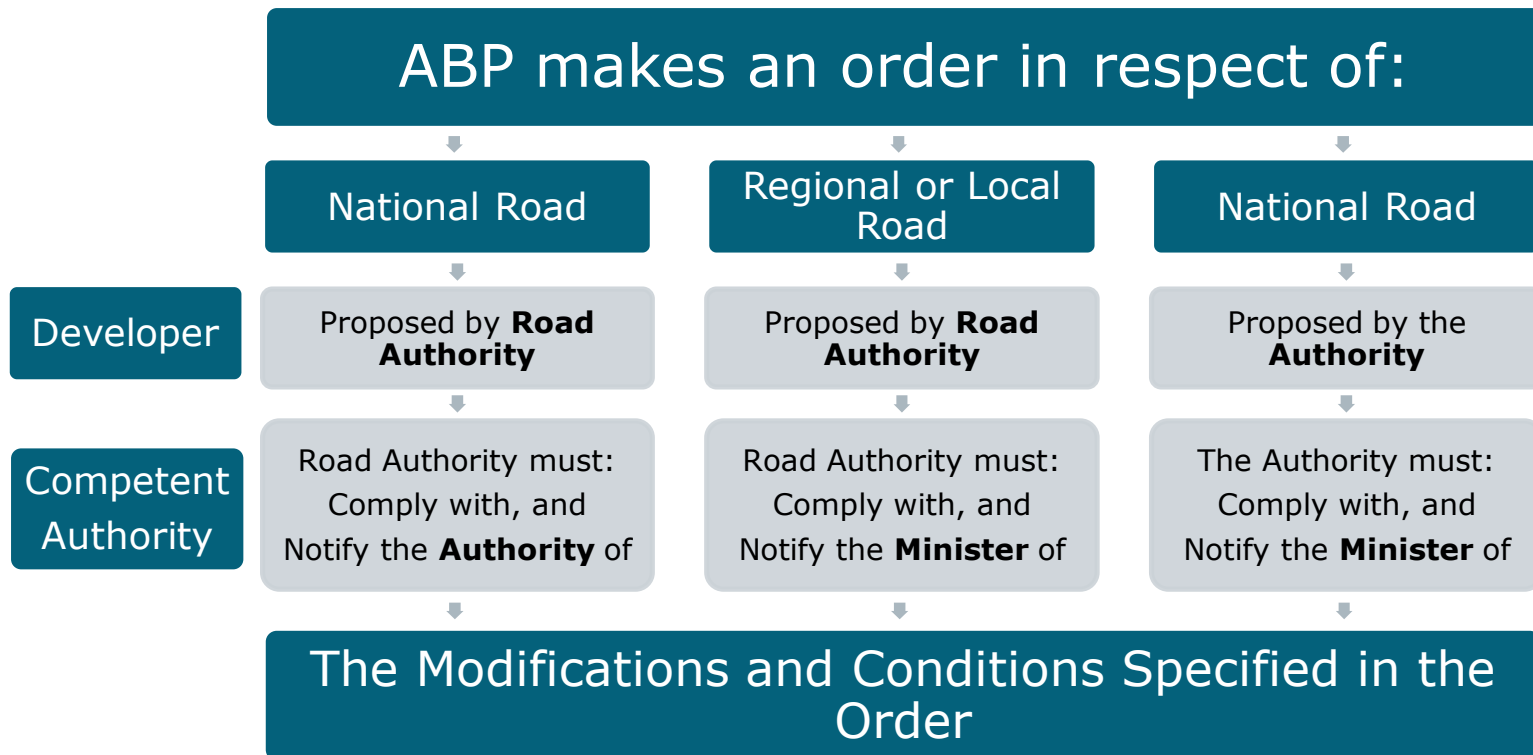 ABP makes an order in respect of:
National Road
Regional or Local
Road
National Road
Developer
Proposed by Road
Authority
Proposed by Road
Authority
Proposed by the
Authority
Competent
Authority
Road Authority must:
Comply with, and
Notify the Authority of
Road Authority must:
Comply with, and
Notify the Minister of
The Authority must:
Comply with, and
Notify the Minister of
The Modifications and Conditions Specified in the
Order